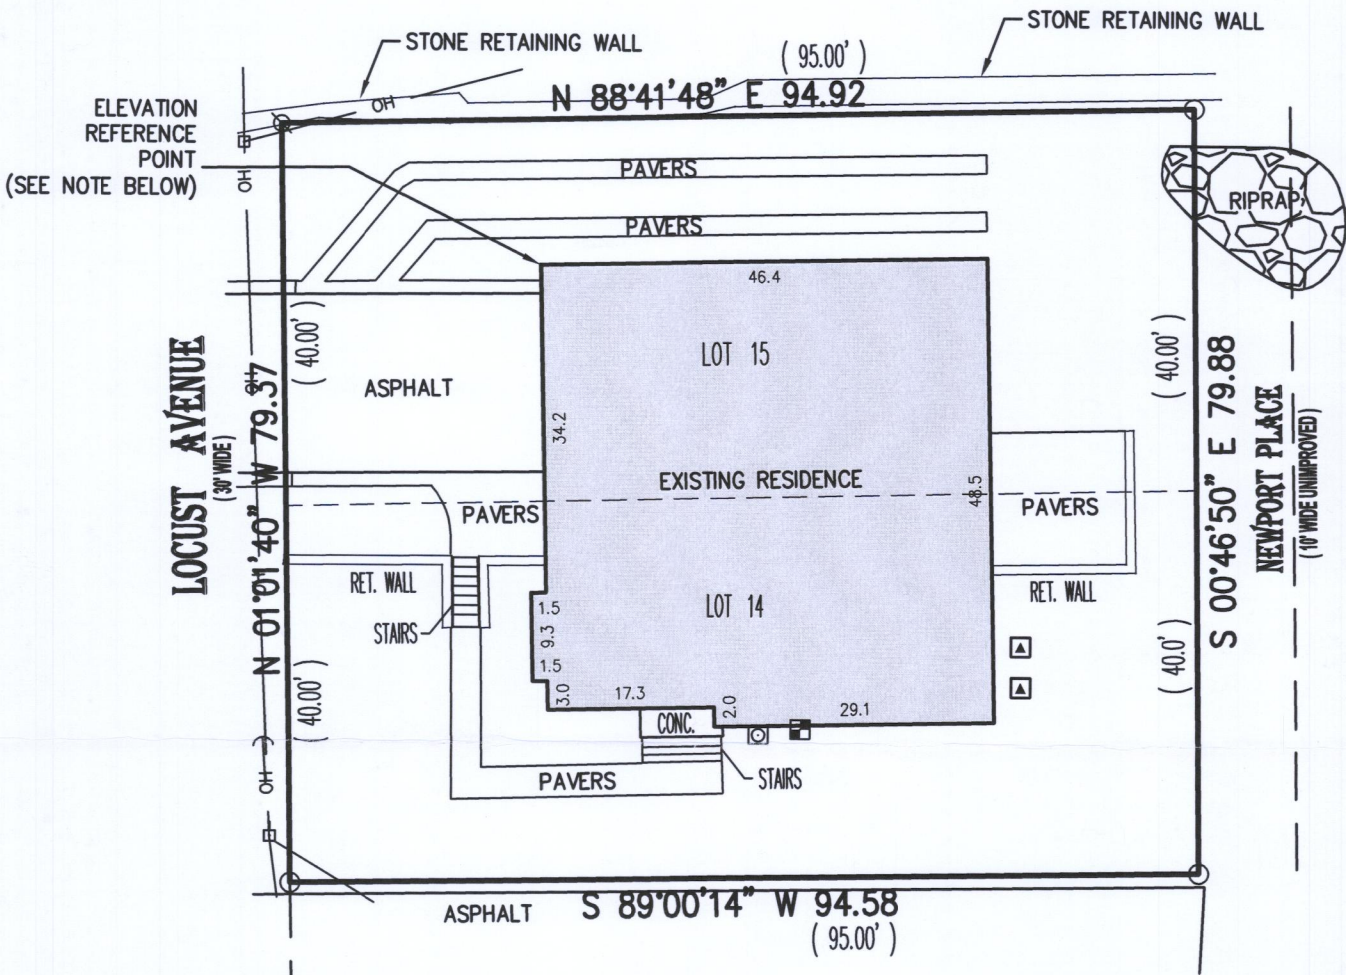 STONE RETAINING WALL
STONE RETAINING WALL
( 95.00' )
N 88°41'48" E 94.92
OH
ELEVATION
REFERENCE
POINT
(SEE NOTE BELOW)
OH
PAVERS
PAVERS
RIPRAP
46.4
LOT 15
( 40.00' )
( 40.00' )
ASPHALT
34.2
LOCUST AVENUE
(30' WIDE)
N 01°01'40" W 79.37
OH
OH
EXISTING RESIDENCE
48.5
PAVERS
PAVERS
S 00°46'50" E 79.88
NEWPORT PLACE
(10' WIDE UNIMPROVED)
RET. WALL
RET. WALL
STAIRS
LOT 14
1.5
9.3
1.5
3.0
17.3
2.0
29.1
( 40.00' )
( 40.0' )
CONC.
STAIRS
PAVERS
OH
ASPHALT
S 89°00'14" W 94.58
( 95.00' )